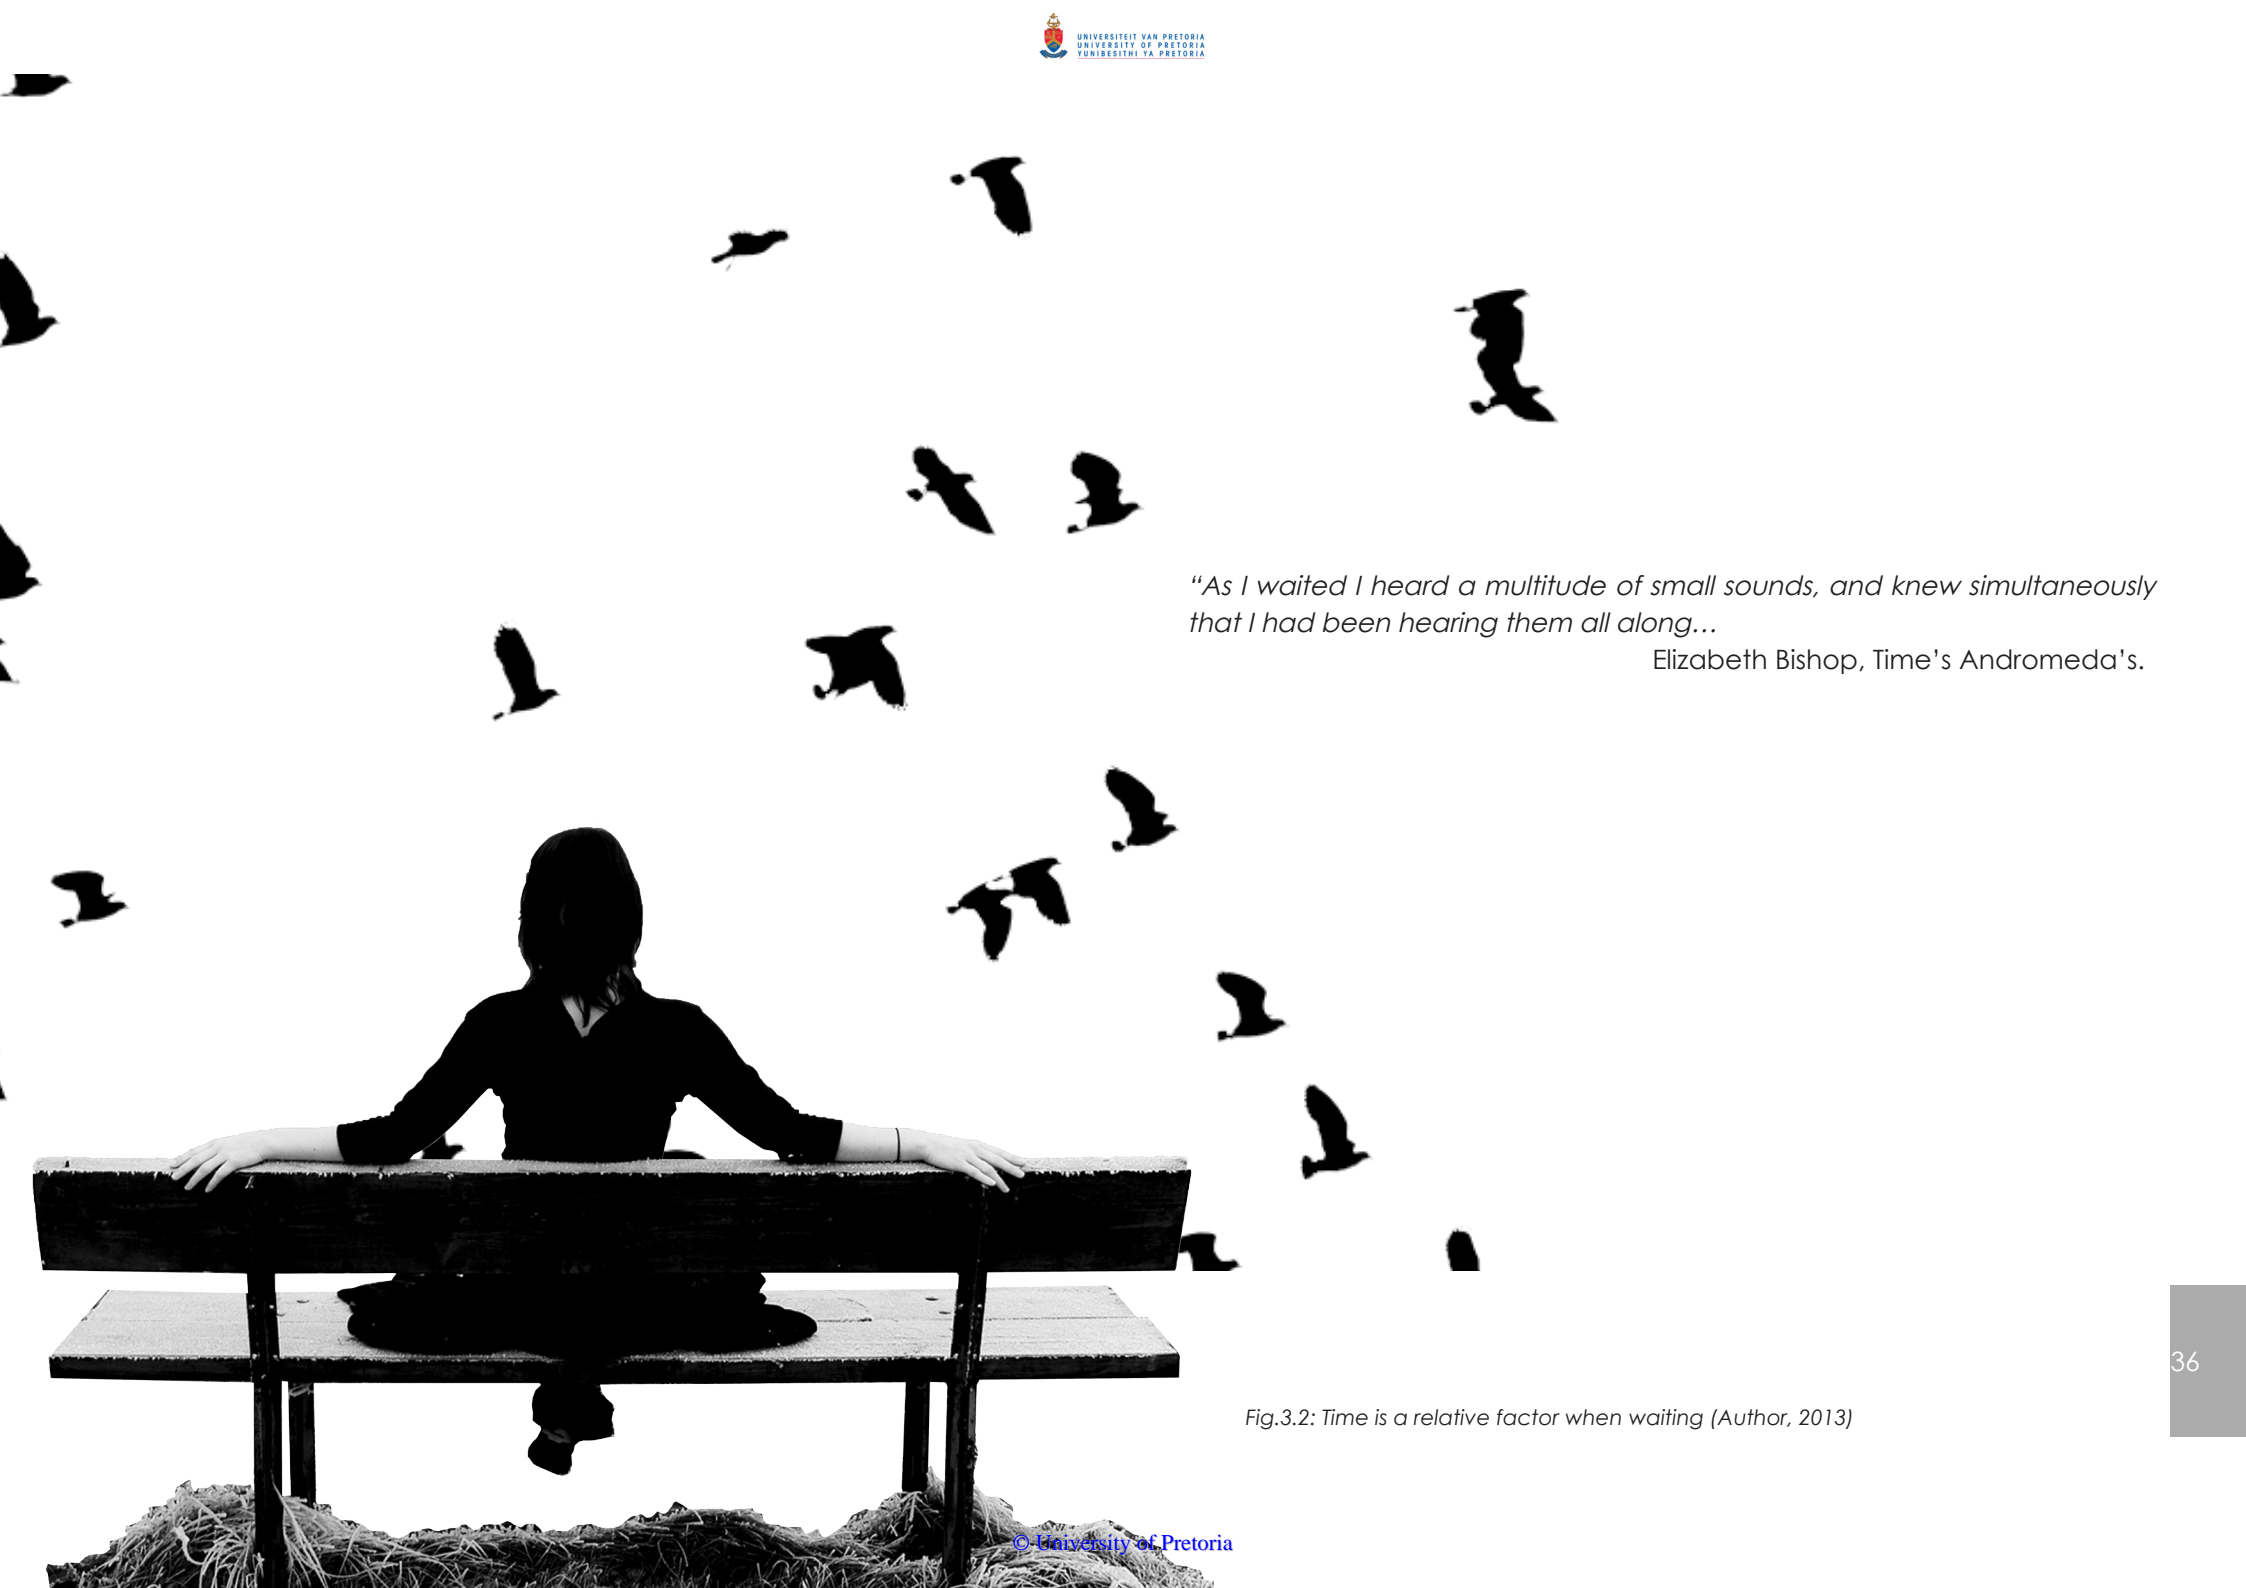 UNIVERSITEIT VAN PRETORIA
UNIVERSITY OF PRETORIA
YUNIBESITHI YA PRETORIA
“As I waited I heard a multitude of small sounds, and knew simultaneously
that I had been hearing them all along…
Elizabeth Bishop, Time’s Andromeda’s.
36
Fig.3.2: Time is a relative factor when waiting (Author, 2013)
© University of Pretoria